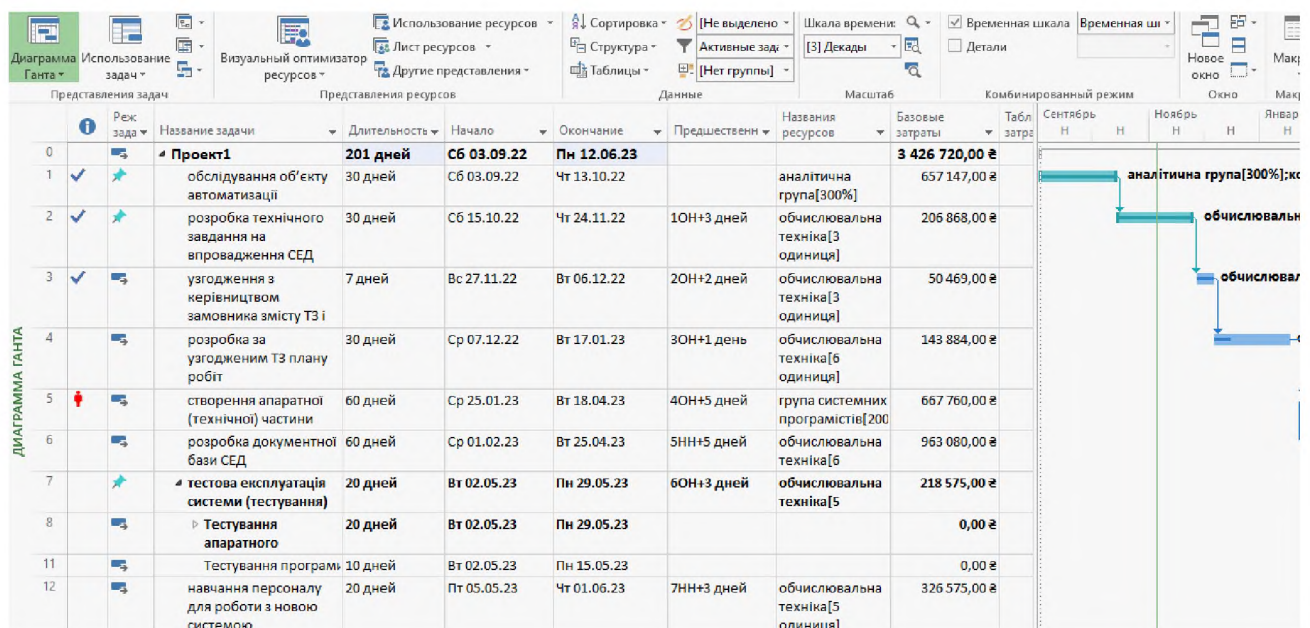 Диаграмма Ганта
Использование задач
Визуальный оптимизатор ресурсов
Использование ресурсов
Лист ресурсов
Другие представления
Сортировка
Структура
Таблицы
[Не выделено
Активные зада
[Нет группы]
Шкала времени:
[3] Декады
Временная шкала
Временная ш
Детали
Новое окно
Макр
Представления задач
Представления ресурсов
Данные
Масштаб
Комбинированный режим
Окно
Макр
Реж зада
Название задачи
Длительность
Начало
Окончание
Предшественн
Названия ресурсов
Базовые затраты
Табл затра
Сентябрь
Ноябрь
Январ
Н Н Н Н Н
0 Проект1 201 дней Сб 03.09.22 Пн 12.06.23 3 426 720,00 ₴
1 обслідування об’єкту 30 дней Сб 03.09.22 Чт 13.10.22 аналітична 657 147,00 ₴
автоматизації група[300%]
2 розробка технічного 30 дней Сб 15.10.22 Чт 24.11.22 1ОН+3 дней обчислювальна 206 868,00 ₴
завдання на техніка[3
впровадження СЕД одиниця]
3 узгодження з 7 дней Вс 27.11.22 Вт 06.12.22 2ОН+2 дней обчислювальна 50 469,00 ₴
керівництвом техніка[3
замовника змісту ТЗ і одиниця]
4 розробка за 30 дней Ср 07.12.22 Вт 17.01.23 3ОН+1 день обчислювальна 143 884,00 ₴
узгодженим ТЗ плану техніка[6
робіт одиниця]
5 створення апаратної 60 дней Ср 25.01.23 Вт 18.04.23 4ОН+5 дней група системних 667 760,00 ₴
(технічної) частини програмістів[200
6 розробка документної 60 дней Ср 01.02.23 Вт 25.04.23 5НН+5 дней обчислювальна 963 080,00 ₴
бази СЕД техніка[6
7 тестова експлуатація 20 дней Вт 02.05.23 Пн 29.05.23 6ОН+3 дней обчислювальна 218 575,00 ₴
системи (тестування) техніка[5
8 Тестування 20 дней Вт 02.05.23 Пн 29.05.23 0,00 ₴
апаратного
11 Тестування програм 10 дней Вт 02.05.23 Пн 15.05.23 0,00 ₴
12 навчання персоналу 20 дней Пт 05.05.23 Чт 01.06.23 7НН+3 дней обчислювальна 326 575,00 ₴
для роботи з новою техніка[5
системою одиниця]
аналітична група[300%];ко
обчислювальн
обчислювал
ДИАГРАММА ГАНТА